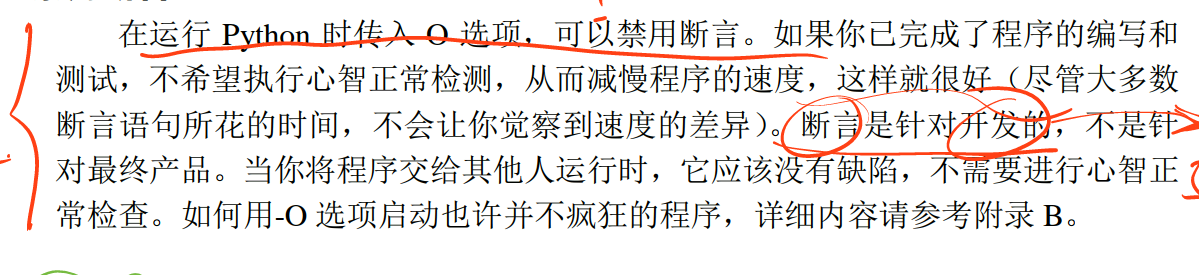 在运行 Python 时传入-O 选项，可以禁用断言。如果你已完成了程序的编写和
测试，不希望执行心智正常检测，从而减慢程序的速度，这样就很好（尽管大多数
断言语句所花的时间，不会让你觉察到速度的差异）。断言是针对开发的，不是针
对最终产品。当你将程序交给其他人运行时，它应该没有缺陷，不需要进行心智正
常检查。如何用-O 选项启动也许并不疯狂的程序，详细内容请参考附录 B。